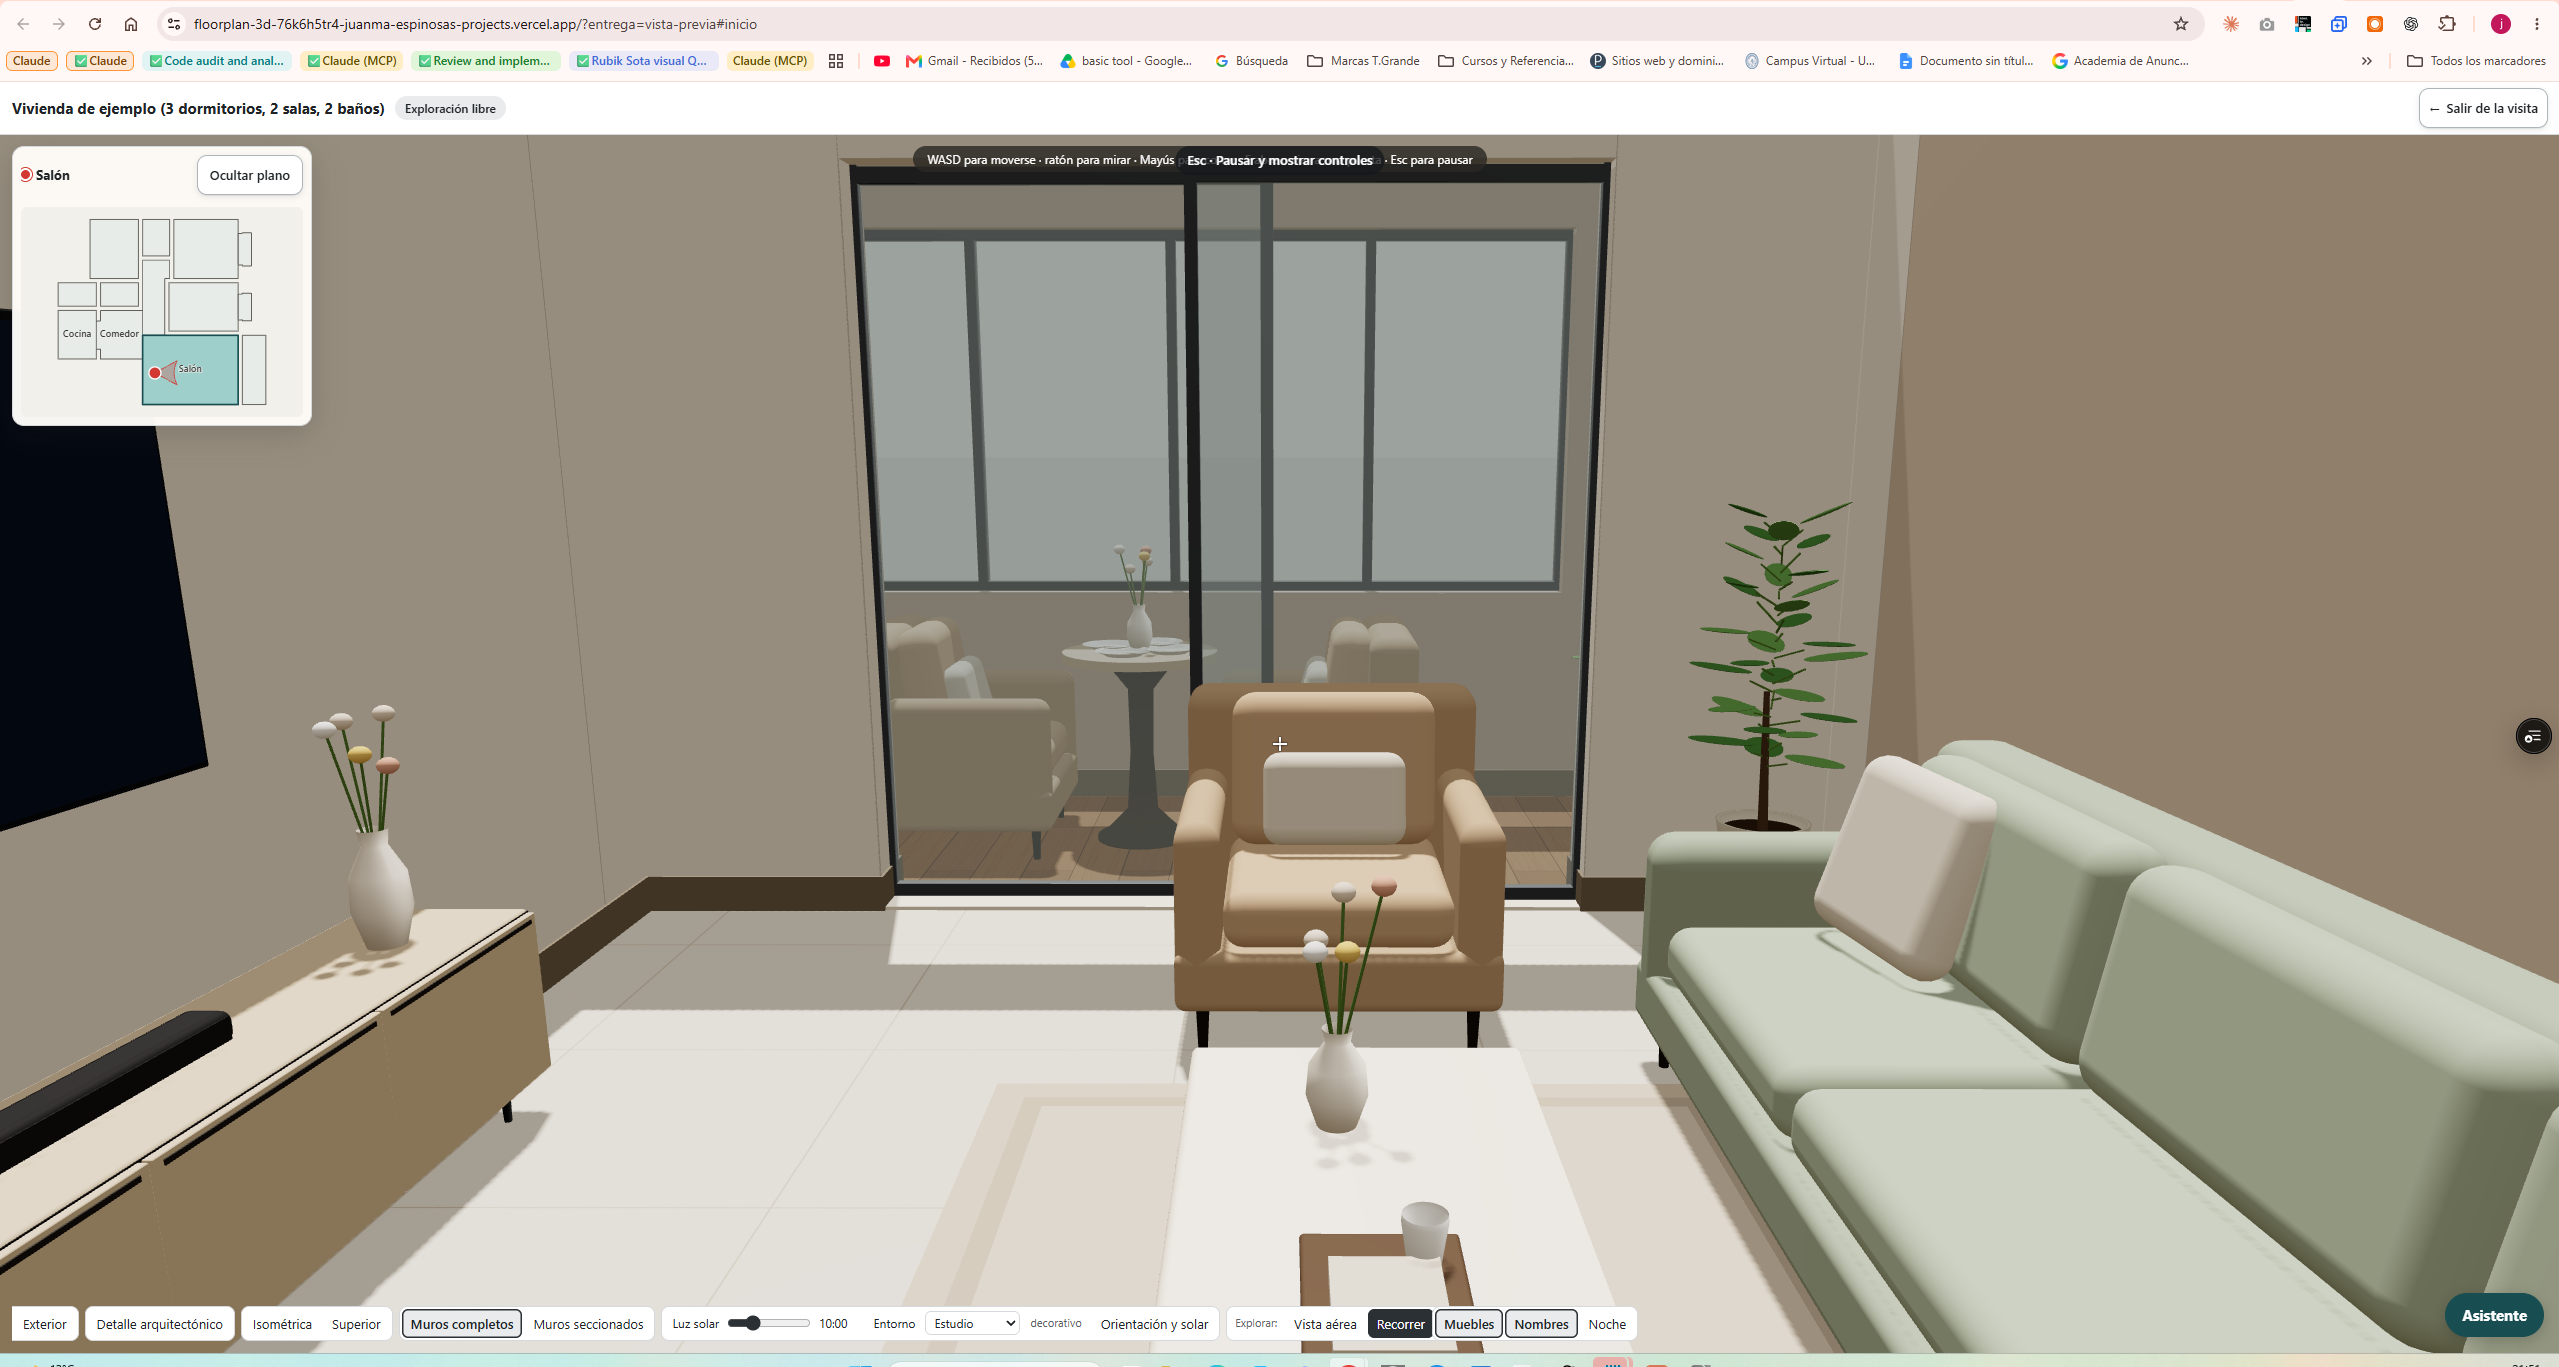 floorplan-3d-76k6h5tr4-juanma-espinosas-projects.vercel.app/?entrega=vista-previa#inicio
Claude
Claude
Code audit and anal...
Claude (MCP)
Review and implem...
Rubik Sota visual Q...
Claude (MCP)
Gmail - Recibidos (5...
basic tool - Google...
Búsqueda
Marcas T.Grande
Cursos y Referencia...
Sitios web y domini...
Campus Virtual - U...
Documento sin títul...
Academia de Anunc...
Todos los marcadores
Vivienda de ejemplo (3 dormitorios, 2 salas, 2 baños)
Exploración libre
← Salir de la visita
Salón
Ocultar plano
WASD para moverse · ratón para mirar · Mayús
Esc · Pausar y mostrar controles
· Esc para pausar
Cocina
Comedor
Salón
Exterior
Detalle arquitectónico
Isométrica
Superior
Muros completos
Muros seccionados
Luz solar
10:00
Entorno
Estudio
decorativo
Orientación y solar
Explorar:
Vista aérea
Recorrer
Muebles
Nombres
Noche
Asistente